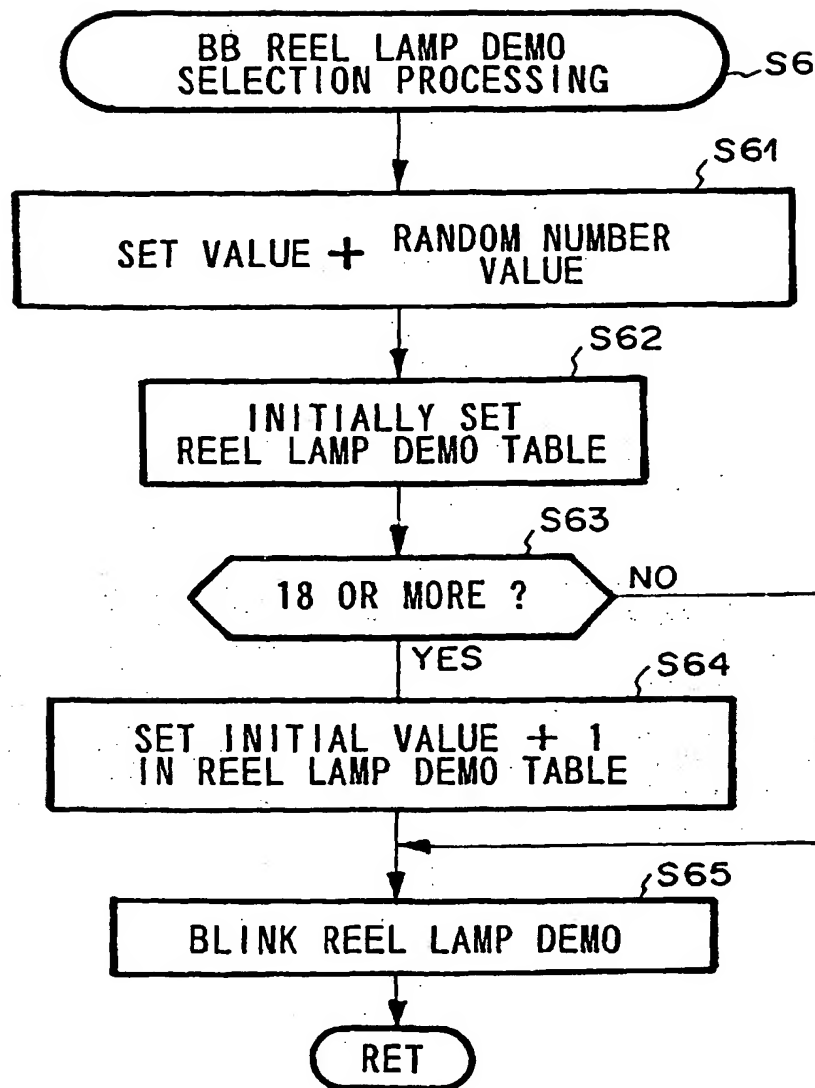 BB REEL LAMP DEMO
SELECTION PROCESSING
S6
S61
SET VALUE + RANDOM NUMBER
VALUE
S62
INITIALLY SET
REEL LAMP DEMO TABLE
S63
18 OR MORE ?
NO
YES
S64
SET INITIAL VALUE + 1
IN REEL LAMP DEMO TABLE
S65
BLINK REEL LAMP DEMO
RET